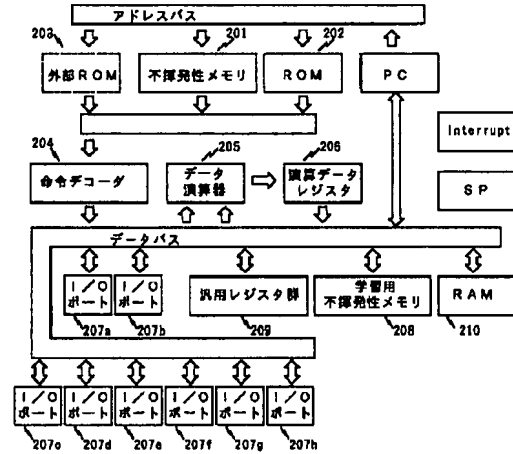 アドレスバス
203
201
202
外部ROM
不揮発性メモリ
ROM
PC
Interrupt
204
205
206
命令デコーダ
データ
演算器
演算データ
レジスタ
SP
データバス
I/O
ポート
I/O
ポート
汎用レジスタ群
学習用
不揮発性メモリ
RAM
207a
207b
209
208
210
I/O
ポート
I/O
ポート
I/O
ポート
I/O
ポート
I/O
ポート
I/O
ポート
207c
207d
207e
207f
207g
207h